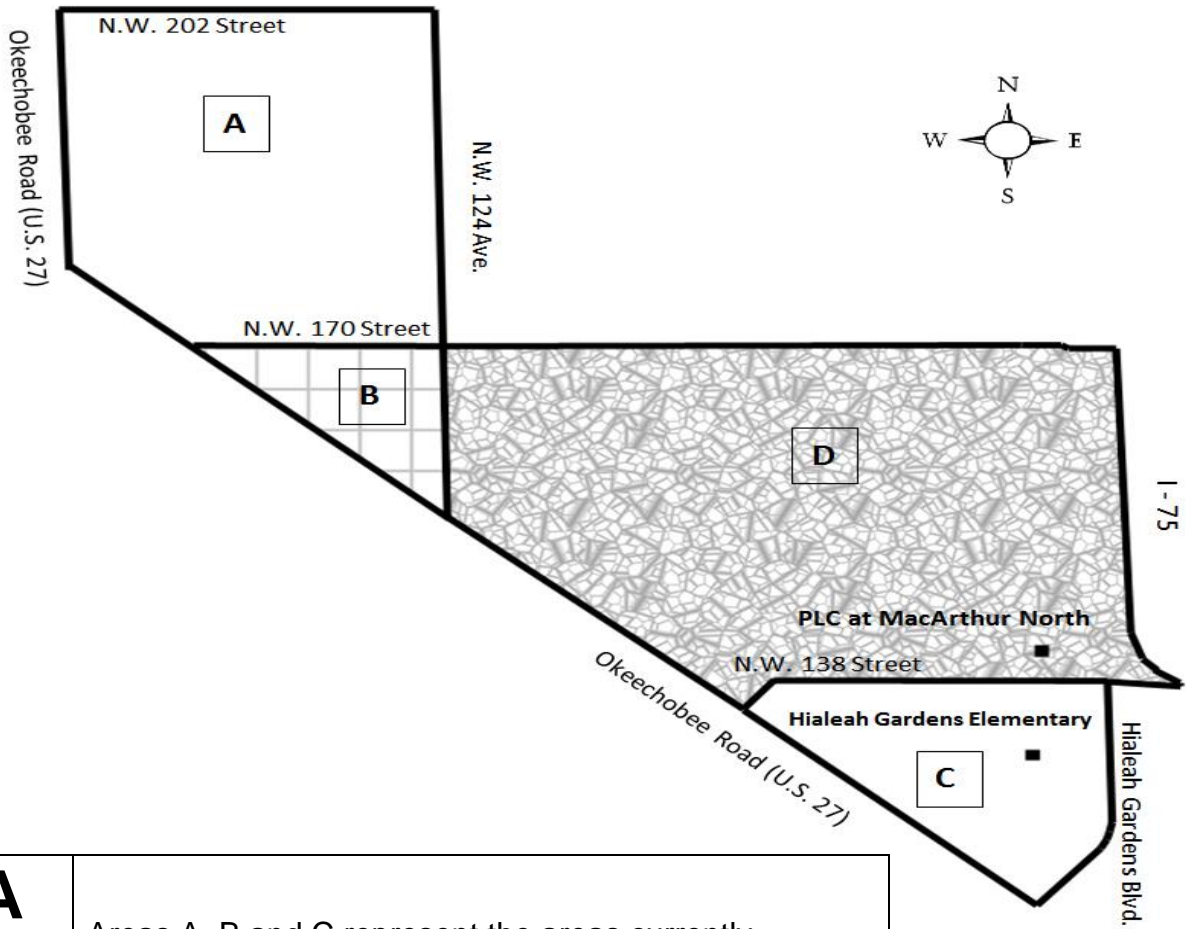 N.W. 202 Street
Okeechobee Road (U.S. 27)
A
N.W. 124 Ave.
N
W E
S
N.W. 170 Street
B
D
I - 75
PLC at MacArthur North
N.W. 138 Street
Okeechobee Road (U.S. 27)
Hialeah Gardens Elementary
C
Hialeah Gardens Blvd.
A
Areas A, B and C represent the areas currently